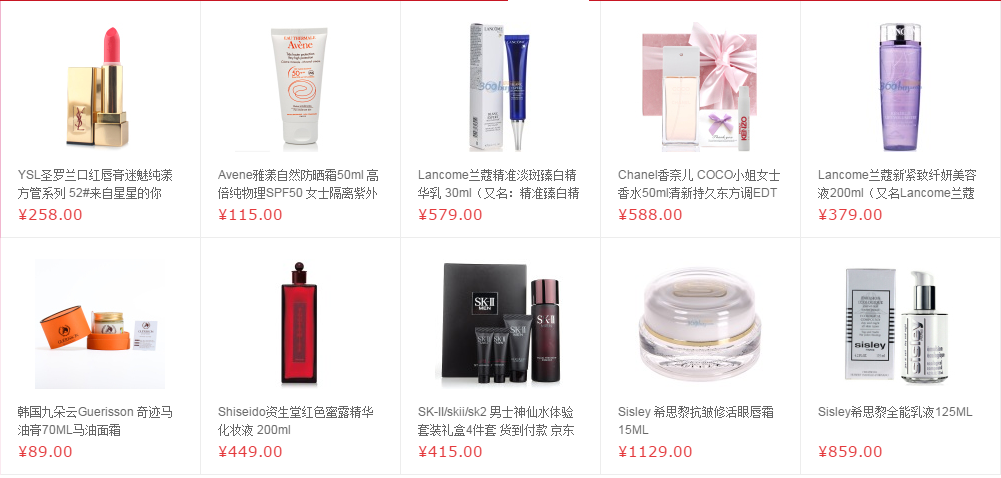 EAU THERMALE
Avène
50+
LANCOME
SK-II
MEN
KENZO
sisley
YSL圣罗兰口红唇膏迷魅纯漾
方管系列 52#来自星星的你
¥258.00
Avene雅漾自然防晒霜50ml 高
倍纯物理SPF50 女士隔离紫外
¥115.00
Lancome兰蔻精准淡斑臻白精
华乳 30ml（又名：精准臻白精
¥579.00
Chanel香奈儿 COCO小姐女士
香水50ml清新持久东方调EDT
¥588.00
Lancome兰蔻新紧致纤妍美容
液200ml（又名Lancome兰蔻
¥379.00
韩国九朵云Guerisson 奇迹马
油膏70ML马油面霜
¥89.00
Shiseido资生堂红色蜜露精华
化妆液 200ml
¥449.00
SK-II/skii/sk2 男士神仙水体验
套装礼盒4件套 货到付款 京东
¥415.00
Sisley 希思黎抗皱修活眼唇霜
15ML
¥1129.00
Sisley希思黎全能乳液125ML
¥859.00